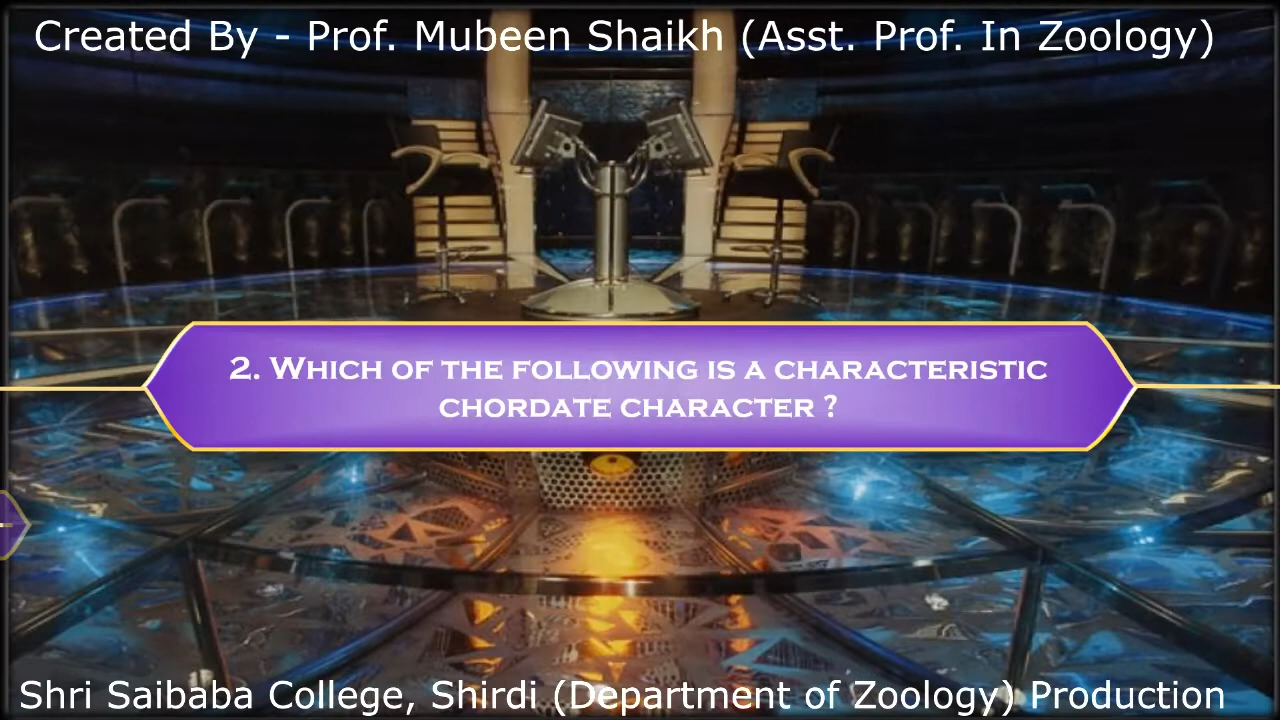 Created By - Prof. Mubeen Shaikh (Asst. Prof. In Zoology)
2. Which of the following is a characteristic
chordate character ?
Shri Saibaba College, Shirdi (Department of Zoology) Production